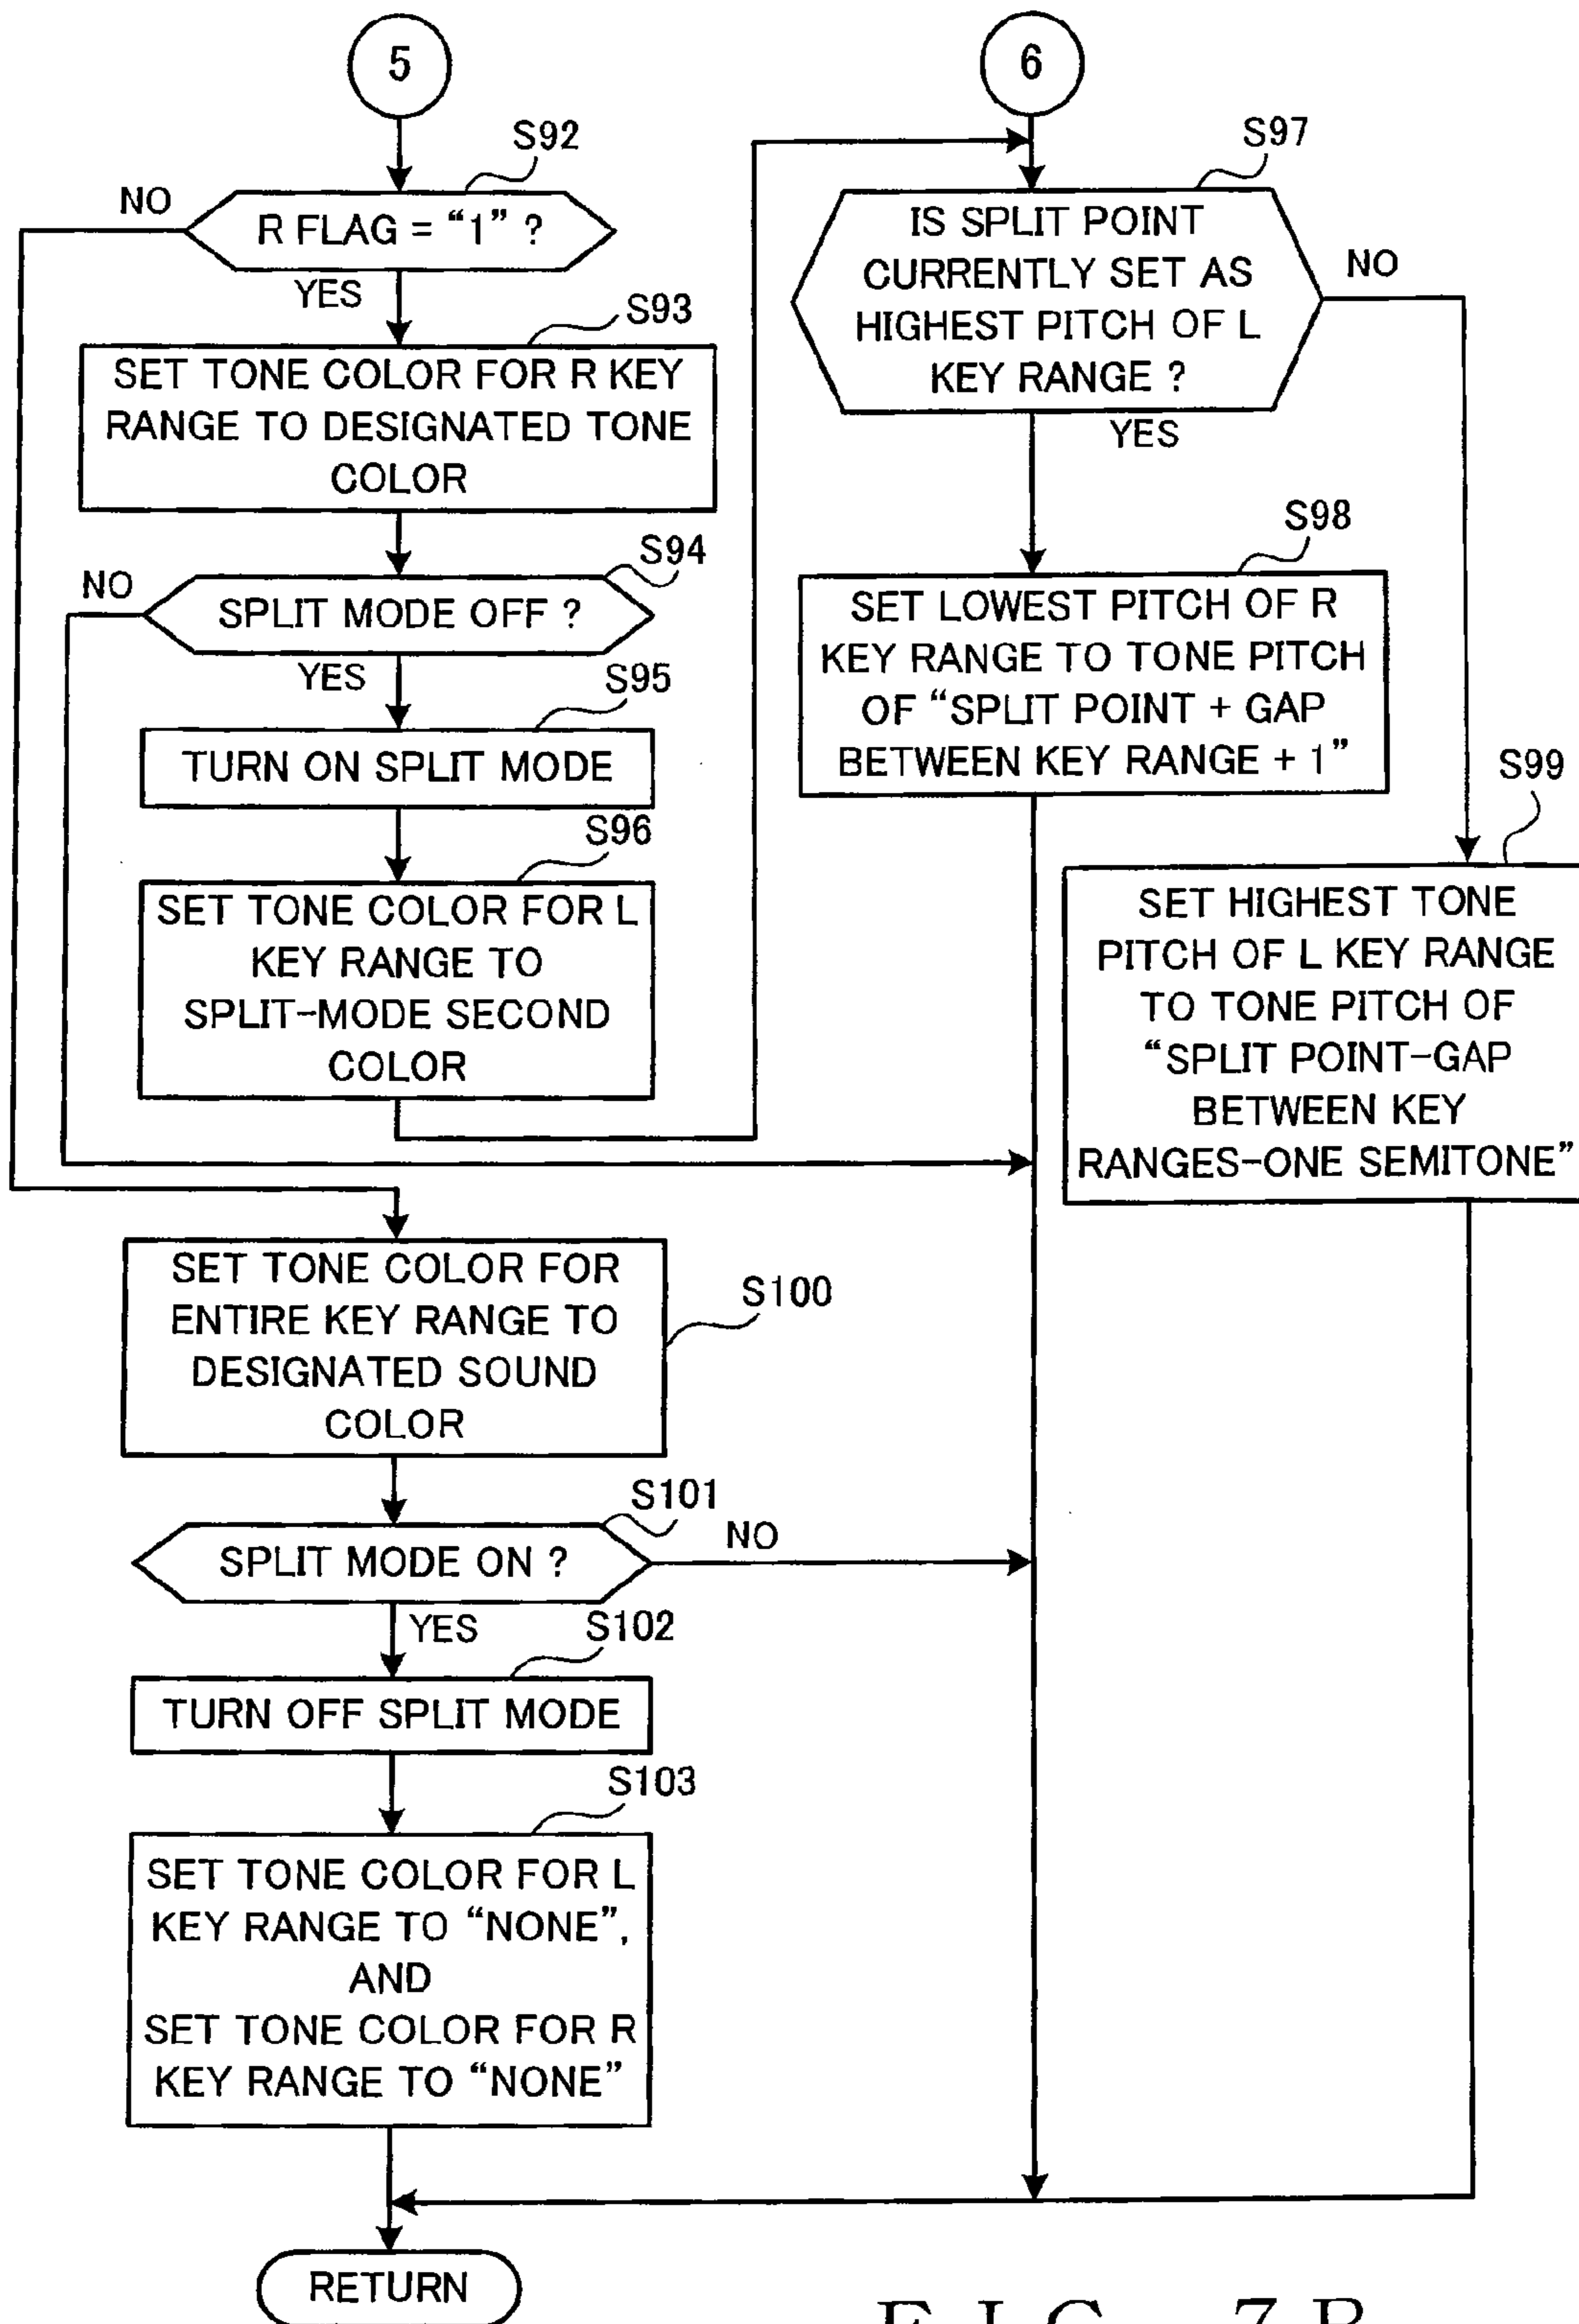 5
S92
NO
R FLAG = “1” ?
YES
S93
SET TONE COLOR FOR R KEY
RANGE TO DESIGNATED TONE
COLOR
S94
NO
SPLIT MODE OFF ?
YES
S95
TURN ON SPLIT MODE
S96
SET TONE COLOR FOR L
KEY RANGE TO
SPLIT-MODE SECOND
COLOR
6
S97
IS SPLIT POINT
CURRENTLY SET AS
HIGHEST PITCH OF L
KEY RANGE ?
NO
YES
S98
SET LOWEST PITCH OF R
KEY RANGE TO TONE PITCH
OF “SPLIT POINT + GAP
BETWEEN KEY RANGE + 1”
S99
SET HIGHEST TONE
PITCH OF L KEY RANGE
TO TONE PITCH OF
“SPLIT POINT-GAP
BETWEEN KEY
RANGES-ONE SEMITONE”
SET TONE COLOR FOR
ENTIRE KEY RANGE TO
DESIGNATED SOUND
COLOR
S100
S101
SPLIT MODE ON ?
NO
YES
S102
TURN OFF SPLIT MODE
S103
SET TONE COLOR FOR L
KEY RANGE TO “NONE”,
AND
SET TONE COLOR FOR R
KEY RANGE TO “NONE”
RETURN
FIG. 7B